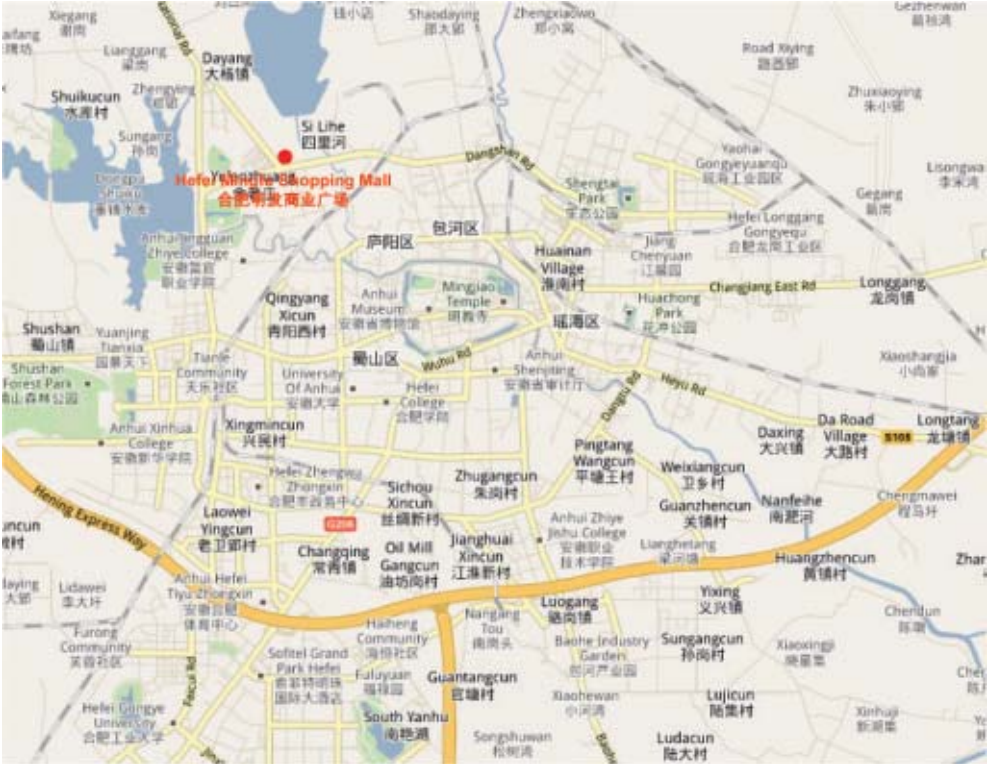 Xiegang
钱小店
Shaodaying
邵大郢
Zhengxiaowo
郑小窝
Lianggang
梁岗
Dayang
大杨镇
Road Xiying
路西郢
Zhuxiaoying
朱小郢
Shuikucun
水库村
Zhengying
Sungang
孙岗
Si Lihe
四里河
Dangshan Rd
Yaohai
Gongyeyuanqu
瑶海工业园区
Lisongwa
李宋湾
Hefei Mingfa Shopping Mall
合肥明发商业广场
Shengtai
Park
生态公园
Gegang
葛岗
Hefei Longgang
Gongyequ
合肥龙岗工业区
Anhui Jingguan
Zhiye College
安徽警官
职业学院
庐阳区
包河区
Huainan
Village
淮南村
Jiang
Chenyuan
江晨园
Longgang
龙岗镇
Changjiang East Rd
Qingyang
Xicun
青阳西村
Anhui
Museum
安徽省博物馆
Mingjiao
Temple
明教寺
Huachong
Park
花冲公园
瑶海区
Shushan
蜀山镇
Yuanjing
Tianxia
园景天下
蜀山区
Wuhu Rd
Anhui
Shenjiting
安徽省审计厅
Xiaoshangjia
小尚家
Shushan
Forest Park
蜀山森林公园
Tianle
Community
天乐社区
University
Of Anhui
安徽大学
Hefei
College
合肥学院
Heyu Rd
Dangtu Rd
Anhui Xinhua
College
安徽新华学院
Xingmincun
兴民村
Daxing
大兴镇
Da Road
Village
大路村
S105
Longtang
龙塘镇
Pingtang
Wangcun
平塘王村
Weixiangcun
卫乡村
Hefei Zhengwu
Zhongxin
合肥市政务中心
Zhugangcun
朱岗村
Sichou
Xincun
丝绸新村
Guanzhencun
关镇村
Nanfeihe
南淝河
Chengmawei
程马圩
Hening Express Way
G206
Laowei
Yingcun
老卫郢村
Changqing
常青镇
Oil Mill
Gangcun
油坊岗村
Jianghuai
Xincun
江淮新村
Anhui Zhiye
Jishu College
安徽职业
技术学院
Lianghetang
梁河塘
Huangzhencun
黄镇村
Lidawei
李大圩
Anhui Hefei
Tiyu Zhongxin
安徽合肥
体育中心
Luogang
骆岗镇
Yixing
义兴镇
Chendun
陈墩
Furong
Community
芙蓉社区
Haiheng
Community
海恒社区
Nangang
Tou
南岗头
Baohe Industry
Garden
包河产业园
Sungangcun
孙岗村
Xiaoxingji
晓星集
Feicui Rd
Sofitel Grand
Park Hefei
索菲特明珠
国际大酒店
Fuluyuan
福禄园
Guantangcun
官塘村
Xiaohewan
小河湾
Lujicun
陆集村
Hefei Gongye
University
合肥工业大学
South Yanhu
南艳湖
Songshuwan
松树湾
Ludacun
陆大村
Xinhuji
新湖集